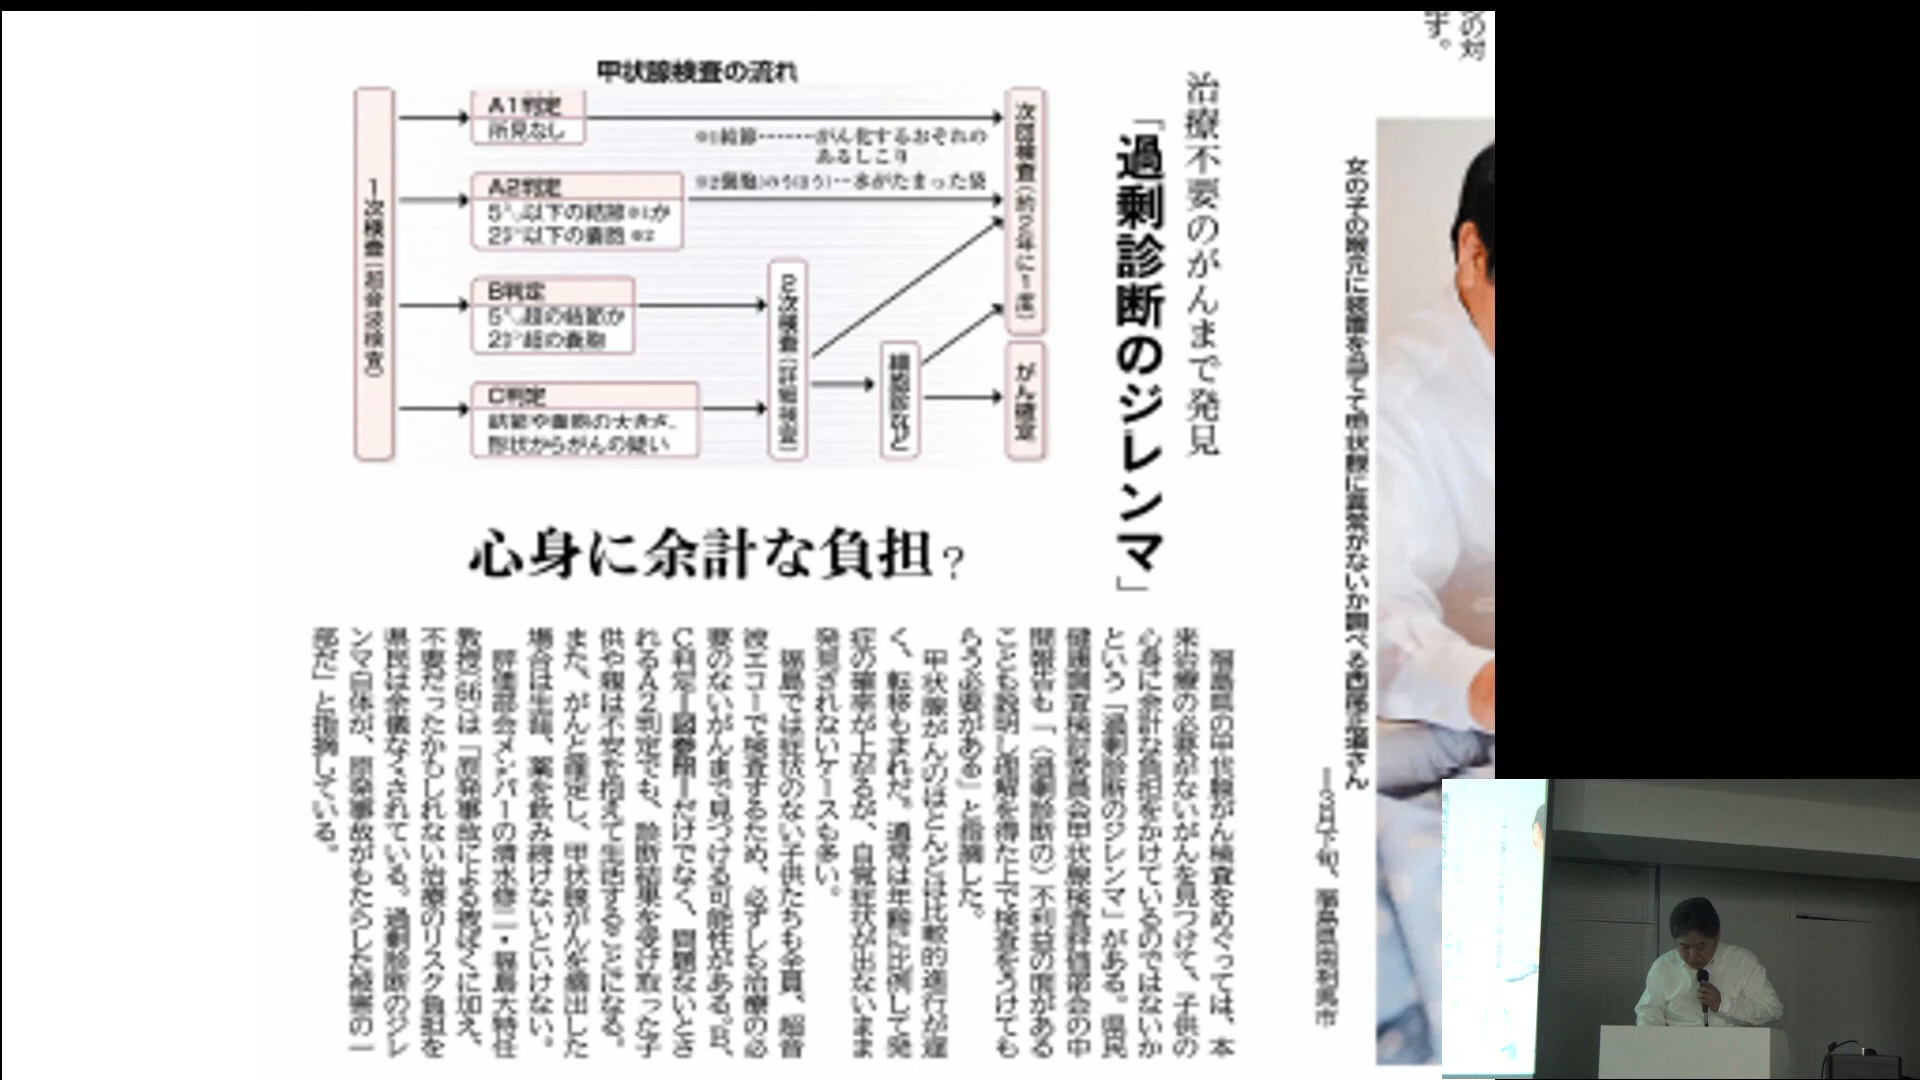 の対
す。
女の子の喉元に装置を当て甲状腺に異常がないか調べる西尾正道さん
治療不要のがんまで発見
「過剰診断のジレンマ」
甲状腺検査の流れ
1次検査(超音波検査)
A1判定
所見なし
A2判定
5㍉以下の結節※1か
20㍉以下の嚢胞※2
B判定
5㍉超の結節か
20㍉超の嚢胞
C判定
結節や嚢胞の大きさ、
形状からがんの疑い
※1結節……がん化するおそれの
あるしこり
※2嚢胞(のうほう)…水がたまった袋
2次検査(詳細検査)
細胞診など
次回検査(約2年に1度)
がん確定
心身に余計な負担?
福島県の甲状腺がん検査をめぐっては、本
来治療の必要がないがんを見つけて、子供の
心身に余計な負担をかけているのではないか
という「過剰診断のジレンマ」がある。県民
健康調査検討委員会甲状腺検査評価部会の中
間報告も「(過剰診断の)不利益の面がある
ことも説明し理解を得た上で検査をうけても
らう必要がある」と指摘した。
甲状腺がんのほとんどは比較的進行が遅
く、転移もまれだ。通常は年齢に比例して発
症の確率が上がるが、自覚症状が出ないまま
発見されないケースも多い。
福島では症状のない子供たちも全員、超音
波エコーで検査するため、必ずしも治療の必
要のないがんまで見つける可能性がある。B、
C判定=図参照=だけでなく、問題ないとさ
れるA2判定でも、診断結果を受け取った子
供や親は不安を抱えて生活することになる。
また、がんと確定し、甲状腺がんを摘出した
場合は生涯、薬を飲み続けないといけない。
評価部会メンバーの清水修二・福島大特任
教授(66)は「原発事故による被ばくに加え、
不要だったかもしれない治療のリスク負担を
県民は余儀なくされている。過剰診断のジレ
ンマ自体が、原発事故がもたらした被害の一
部だ」と指摘している。